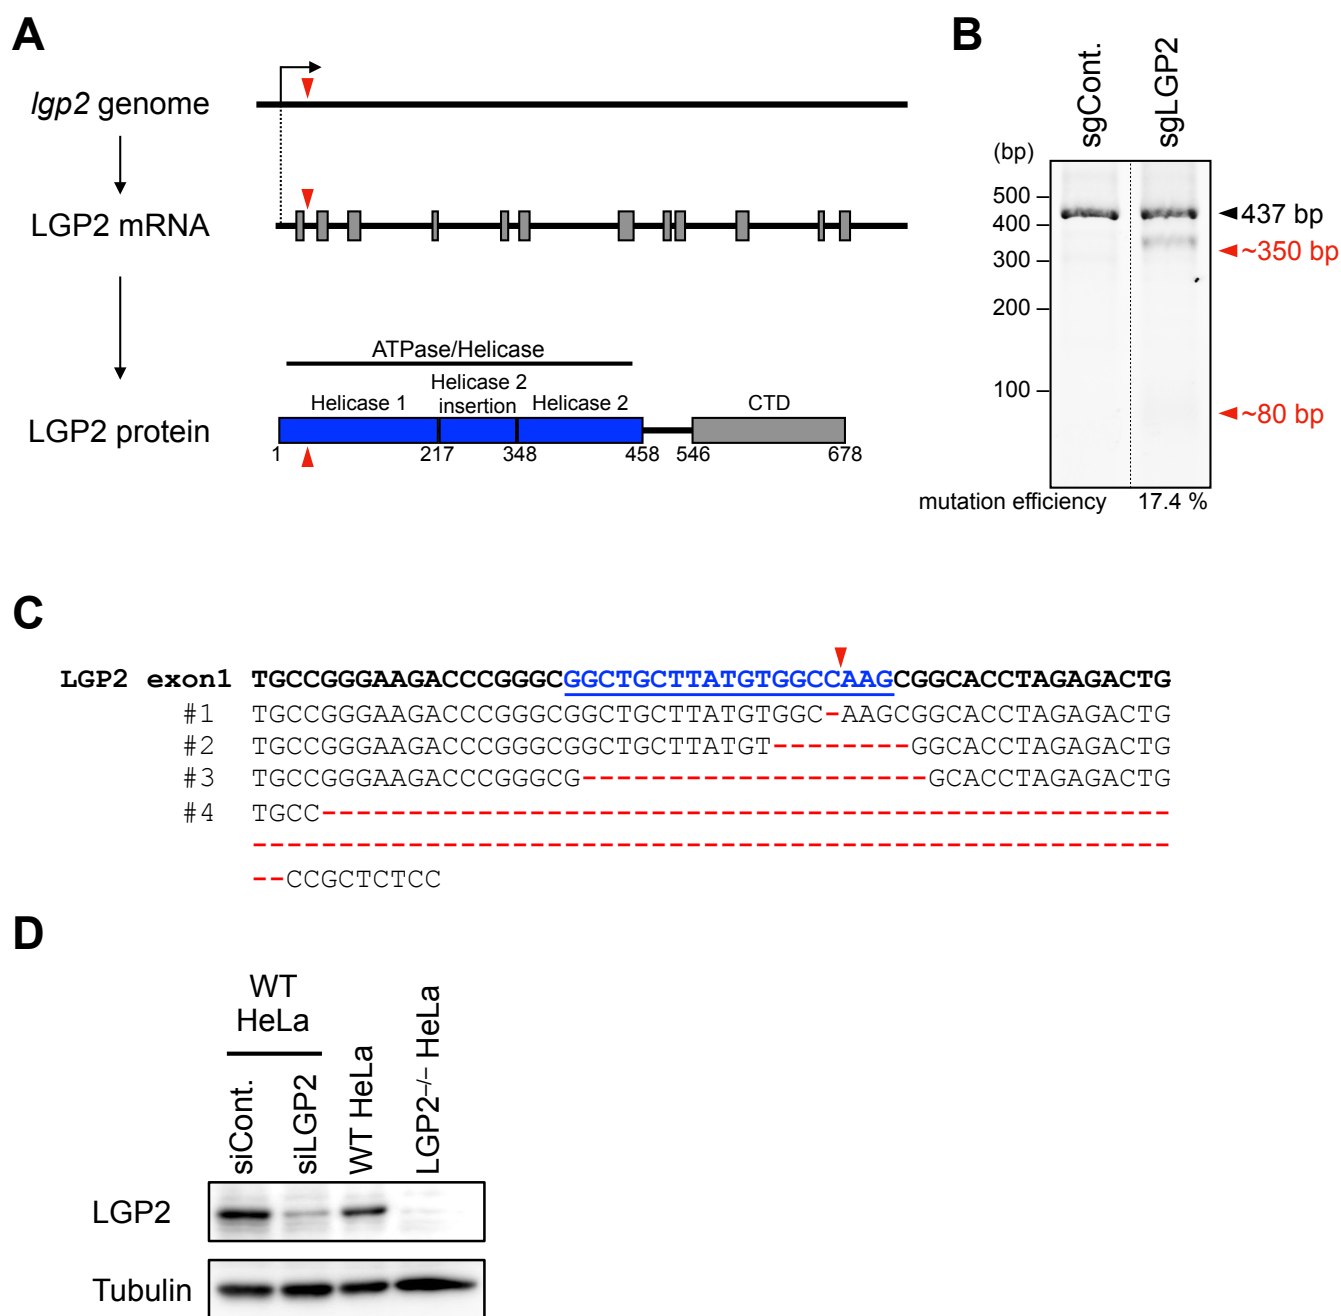 A
lgp2 genome
LGP2 mRNA
ATPase/Helicase
Helicase 1
Helicase 2
insertion
Helicase 2
CTD
LGP2 protein
1
217
348
458
546
678
B
sgCont.
sgLGP2
(bp)
500
400
300
200
100
437 bp
~350 bp
~80 bp
mutation efficiency 17.4 %
C
LGP2 exon1 TGCCGGGAAGACCCGGGCGGCTGCTTATGTGGCCAAGCGGCACCTAGAGACTG
#1 TGCCGGGAAGACCCGGGCGGCTGCTTATGTGGC-AAGCGGCACCTAGAGACTG
#2 TGCCGGGAAGACCCGGGCGGCTGCTTATGT--------GGCACCTAGAGACTG
#3 TGCCGGGAAGACCCGGGCG--------------------GCACCTAGAGACTG
#4 TGCC-------------------------------------------------
-----------------------------------------------------
--CCGCTCTCC
D
WT
HeLa
siCont.
siLGP2
WT HeLa
LGP2–/– HeLa
LGP2
Tubulin